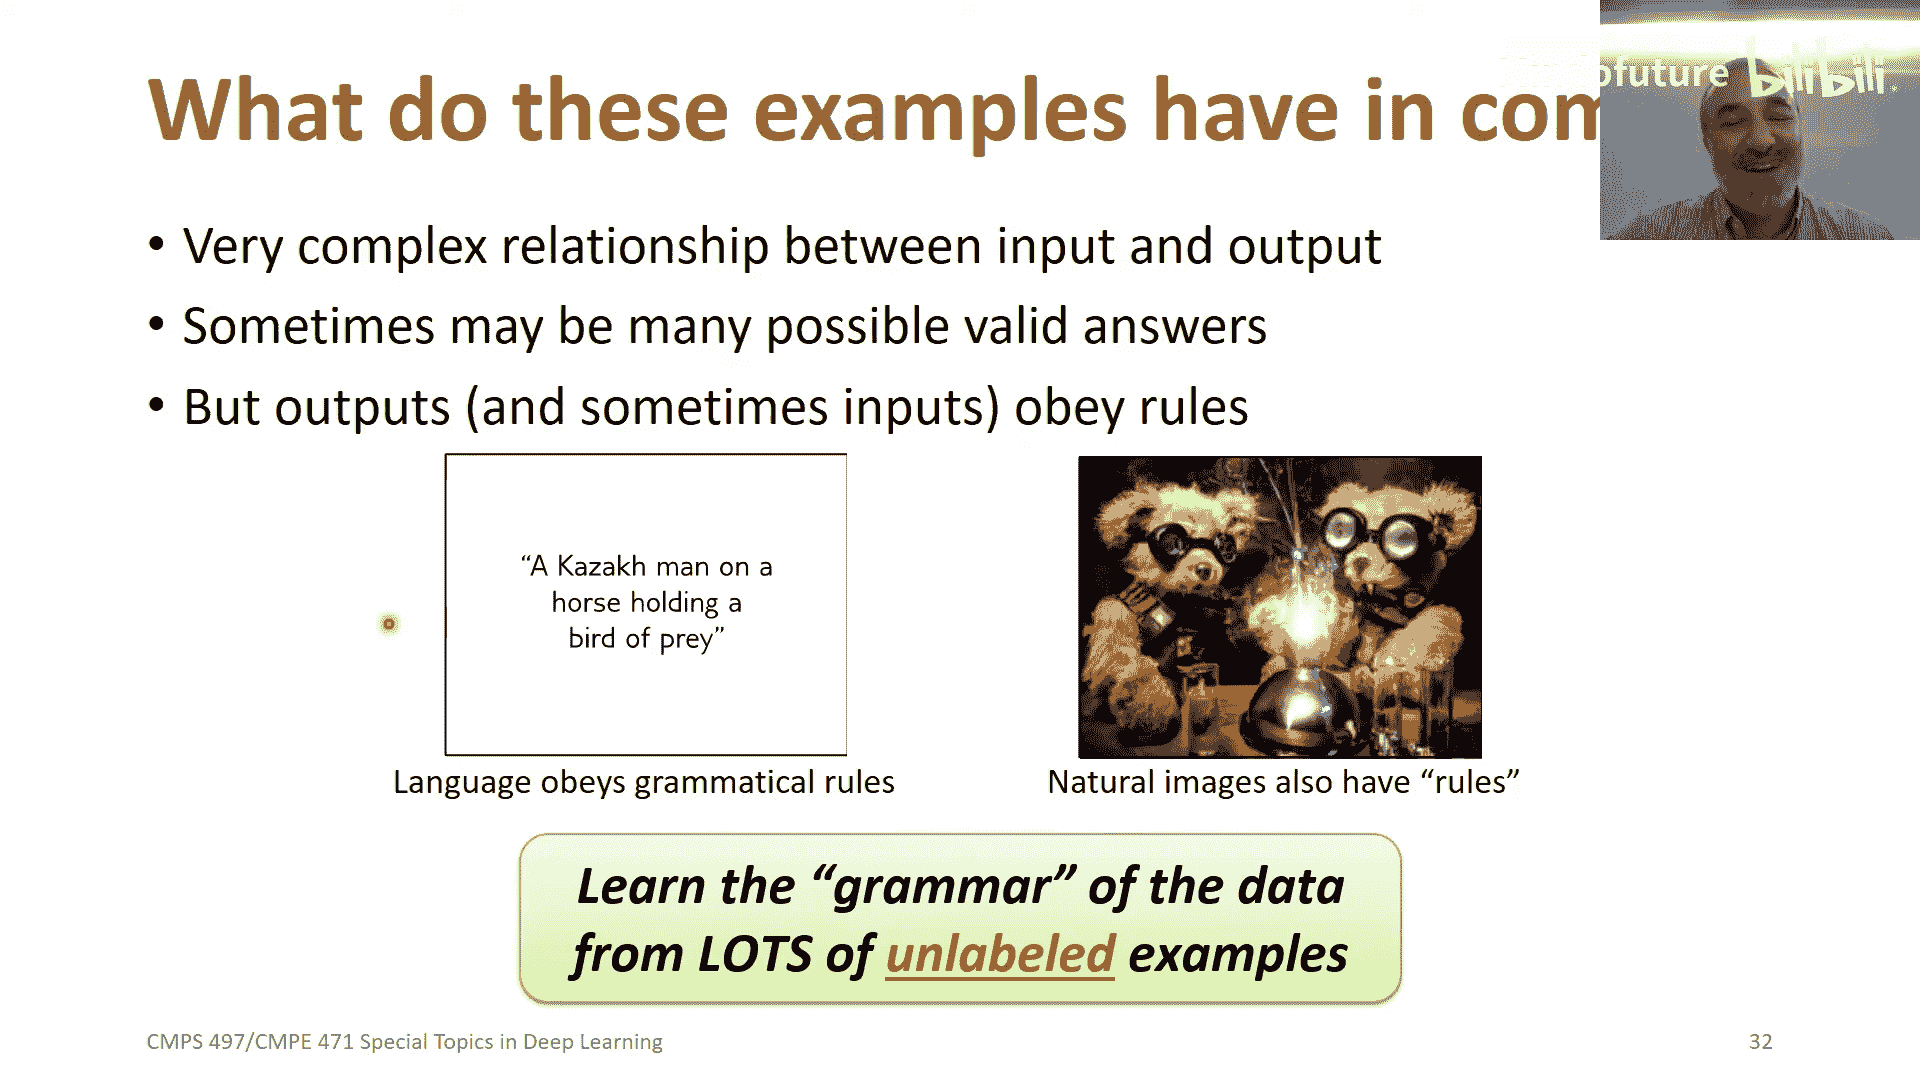 What do these examples have in com
ofuture bilibili
• Very complex relationship between input and output
• Sometimes may be many possible valid answers
• But outputs (and sometimes inputs) obey rules
“A Kazakh man on a
horse holding a
bird of prey”
Language obeys grammatical rules
Natural images also have “rules”
Learn the “grammar” of the data
from LOTS of unlabeled examples
CMPS 497/CMPE 471 Special Topics in Deep Learning
32